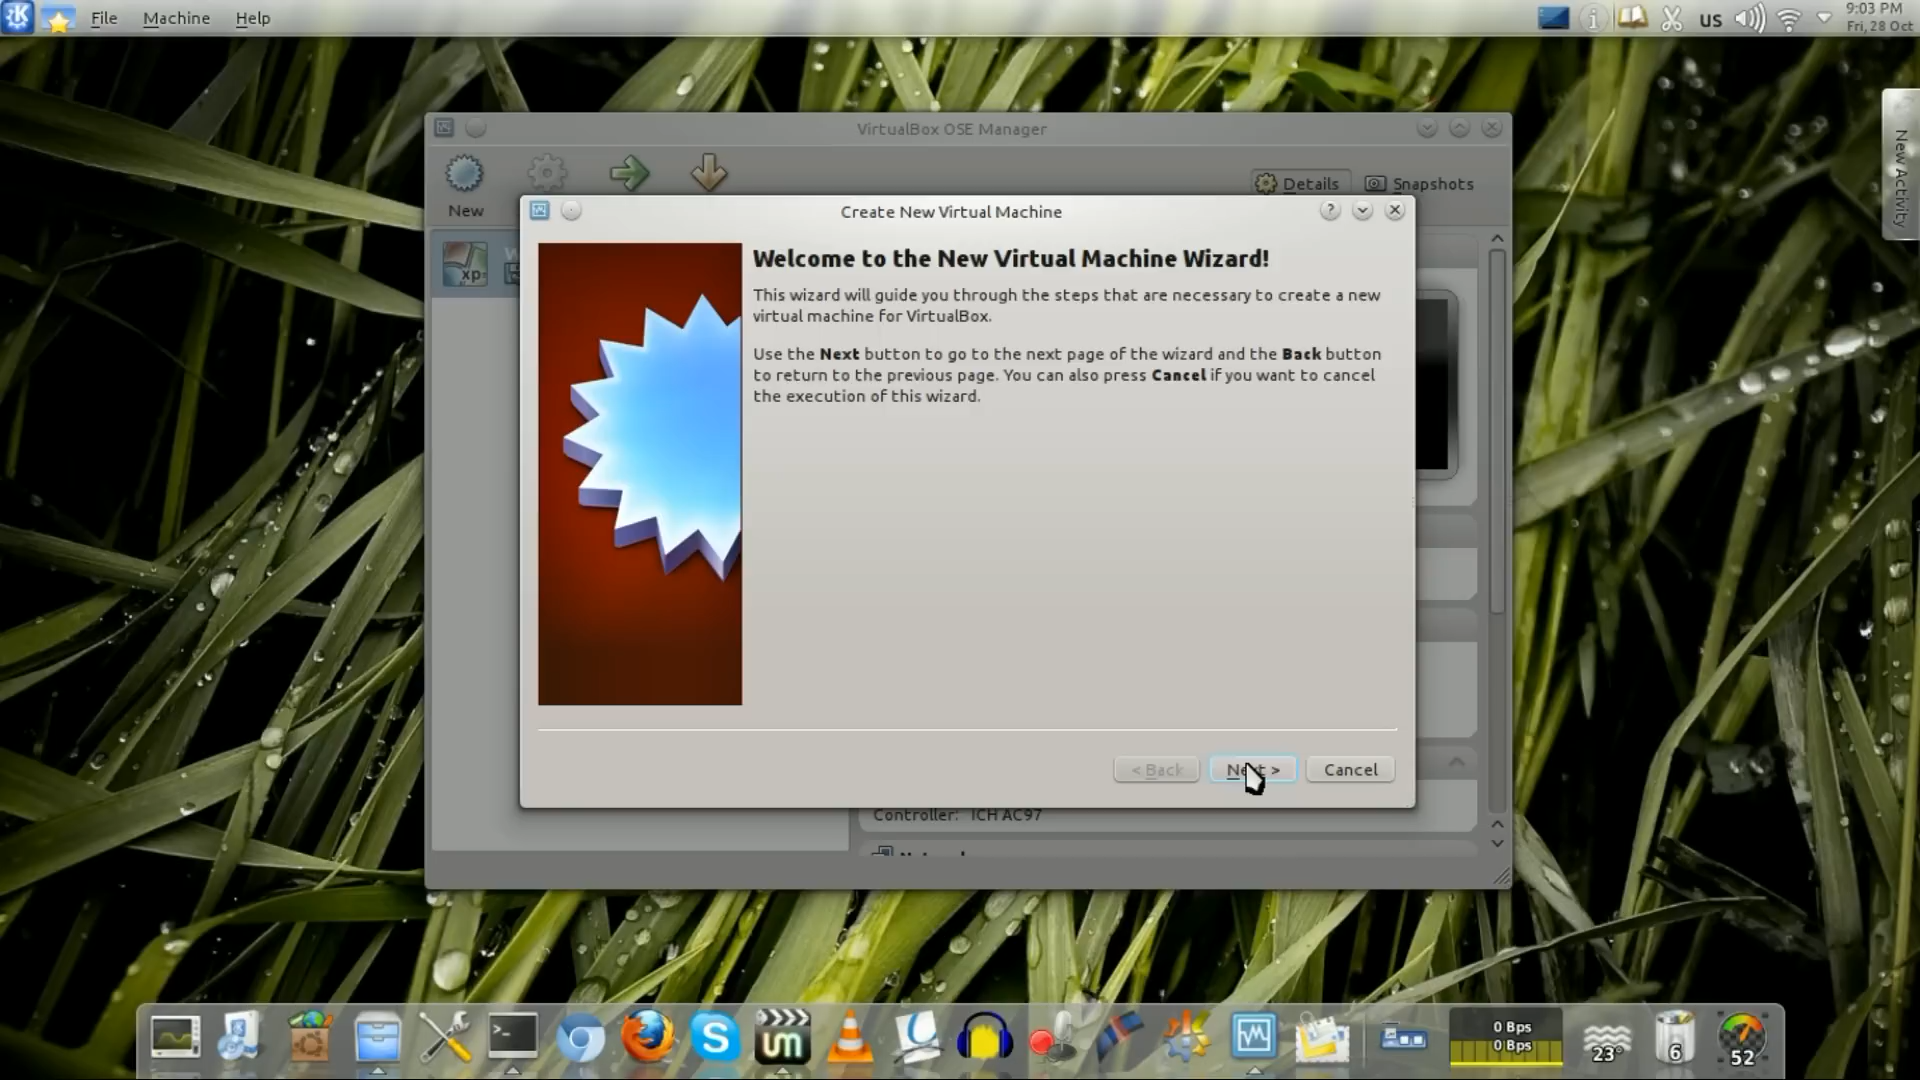 File Machine Help
us
9:03 PM
Fri, 28 Oct
New Activity
VirtualBox OSE Manager
New
Details
Snapshots
xp
Create New Virtual Machine
Welcome to the New Virtual Machine Wizard!
This wizard will guide you through the steps that are necessary to create a new
virtual machine for VirtualBox.
Use the Next button to go to the next page of the wizard and the Back button
to return to the previous page. You can also press Cancel if you want to cancel
the execution of this wizard.
< Back
Next >
Cancel
Controller: ICH AC97
um
0 Bps
0 Bps
23°
6
52